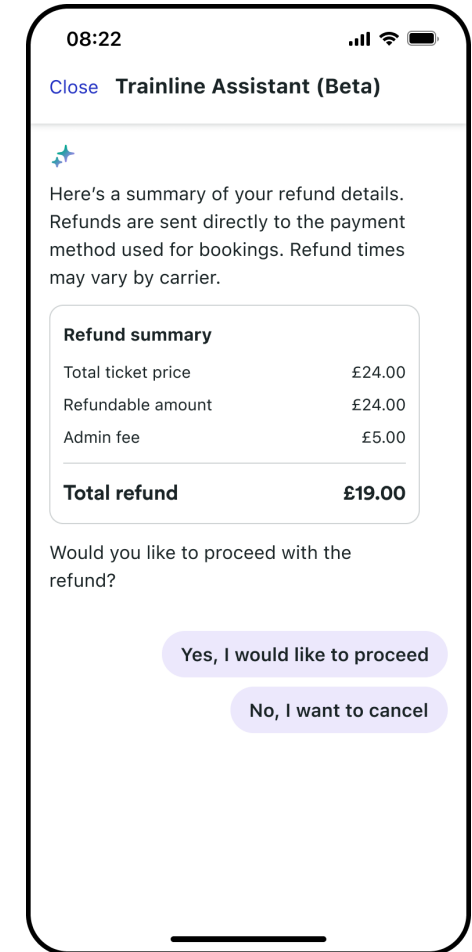 08:22
Close Trainline Assistant (Beta)
Here's a summary of your refund details.
Refunds are sent directly to the payment
method used for bookings. Refund times
may vary by carrier.
Refund summary
Total ticket price £24.00
Refundable amount £24.00
Admin fee £5.00
Total refund £19.00
Would you like to proceed with the
refund?
Yes, I would like to proceed
No, I want to cancel